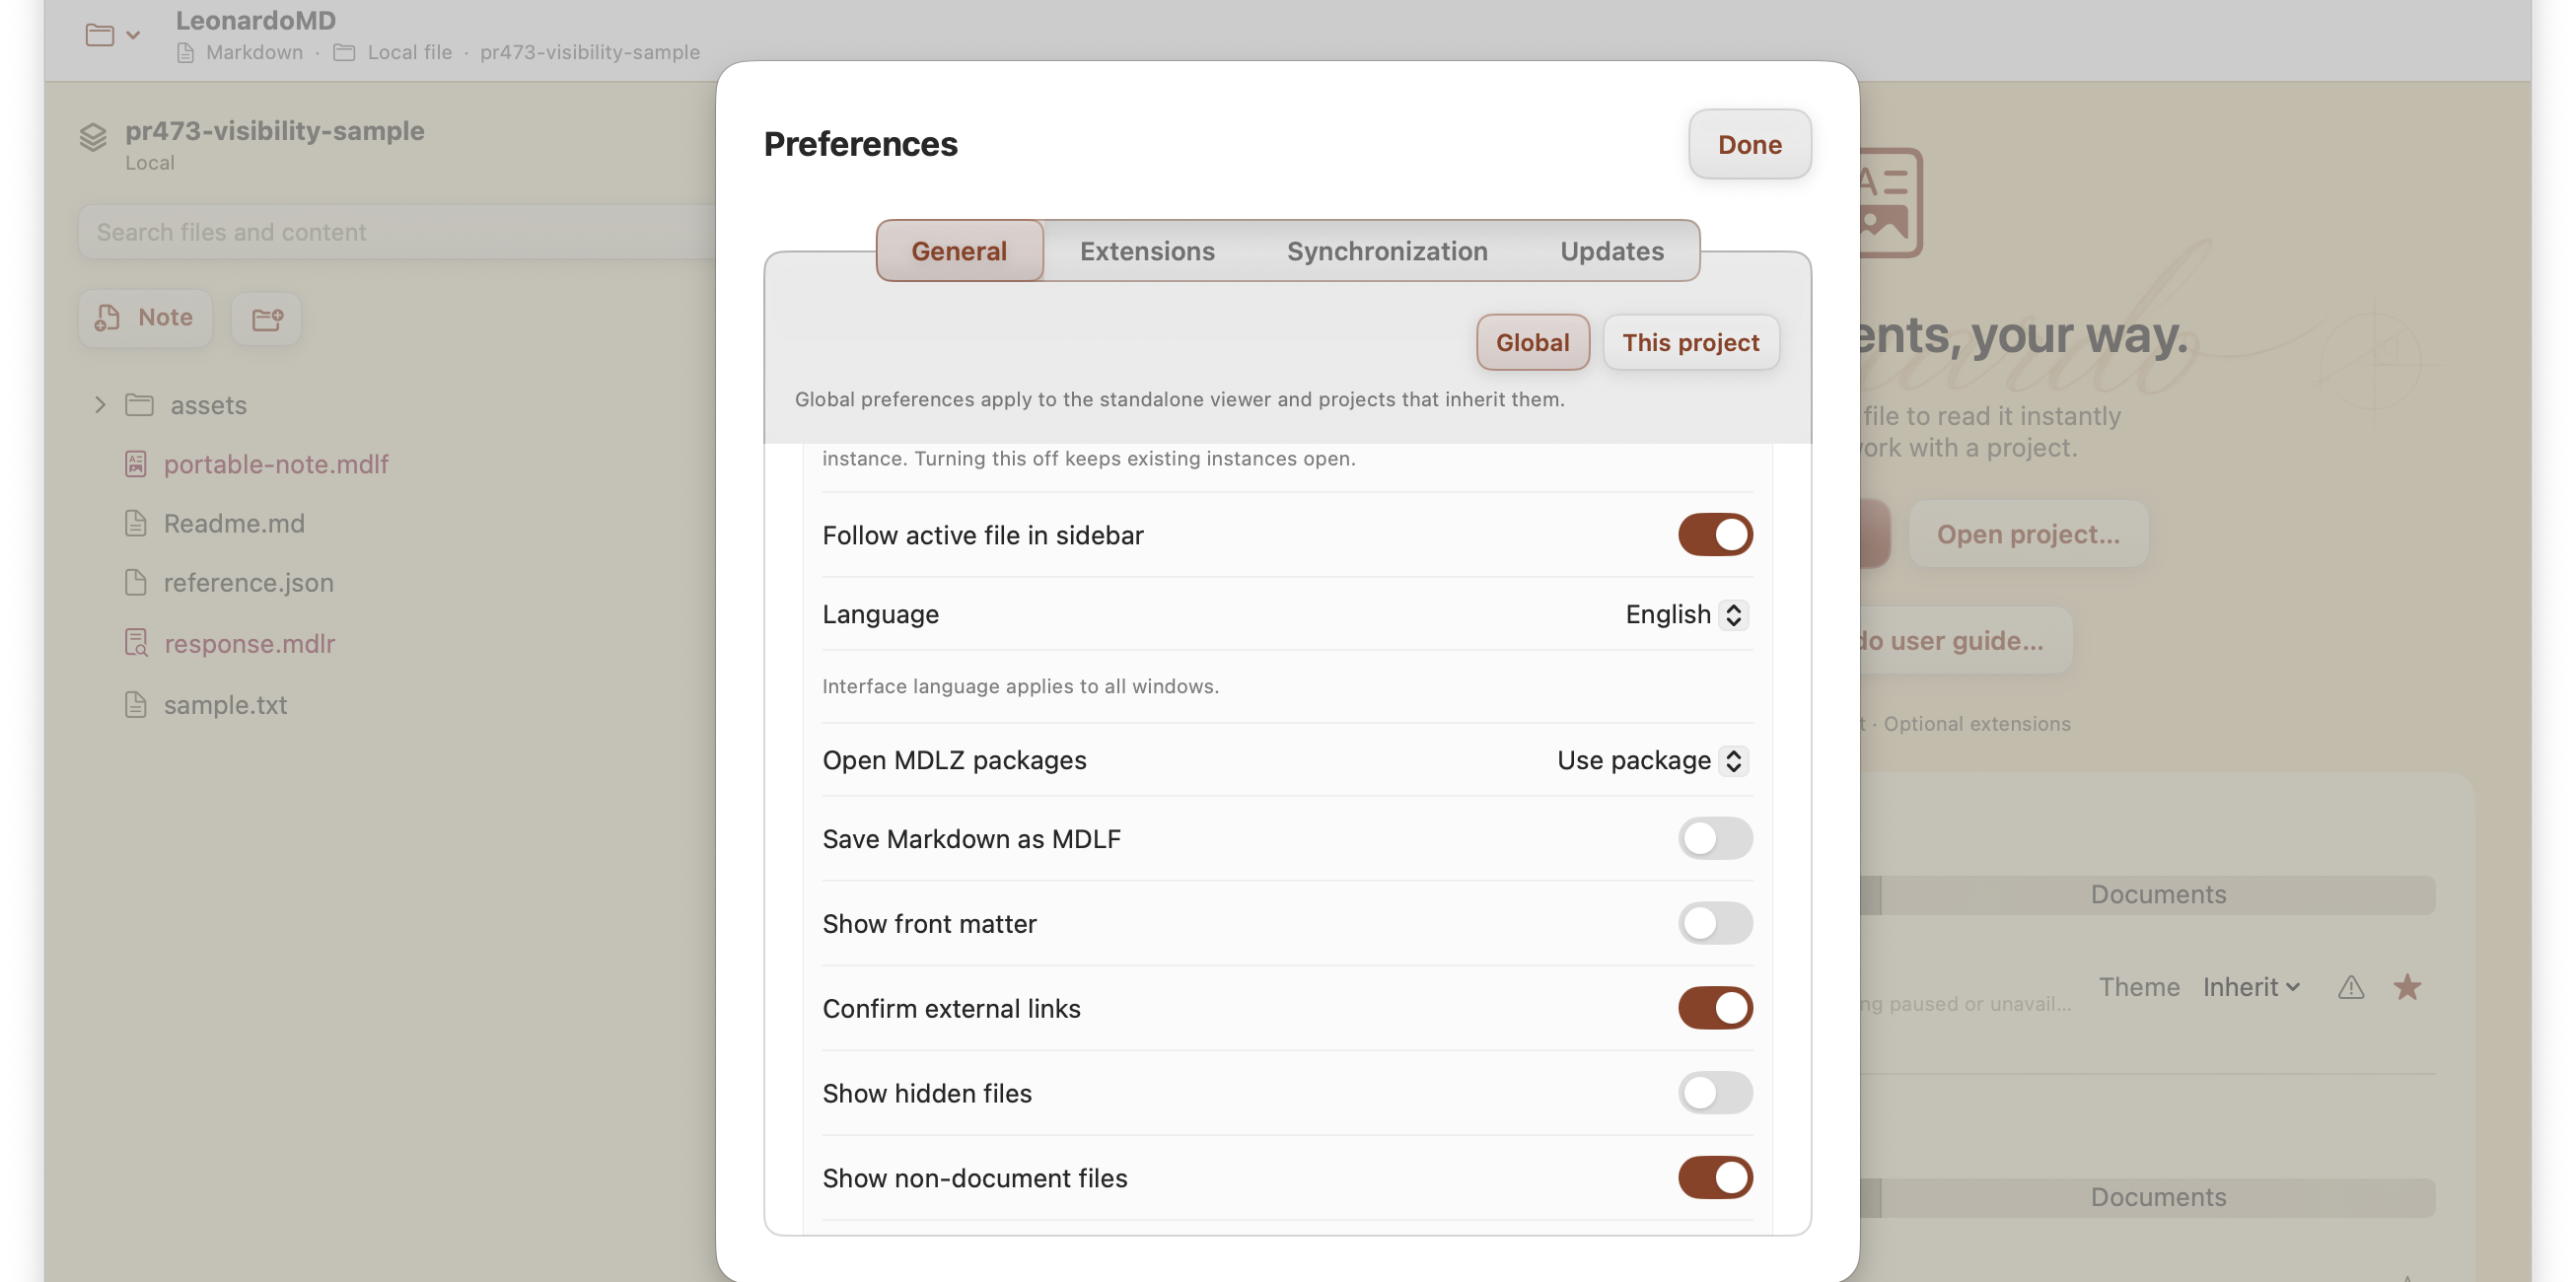 LeonardoMD
Markdown · Local file · pr473-visibility-sample
pr473-visibility-sample
Local
Search files and content
Note
assets
portable-note.mdlf
Readme.md
reference.json
response.mdlr
sample.txt
Preferences
Done
General Extensions Synchronization Updates
Global This project
Global preferences apply to the standalone viewer and projects that inherit them.
instance. Turning this off keeps existing instances open.
Follow active file in sidebar
Language English
Interface language applies to all windows.
Open MDLZ packages Use package
Save Markdown as MDLF
Show front matter
Confirm external links
Show hidden files
Show non-document files
your way.
file to read it instantly
with a project.
Open project...
user guide...
· Optional extensions
Documents
Theme Inherit
paused or unavail...
Documents